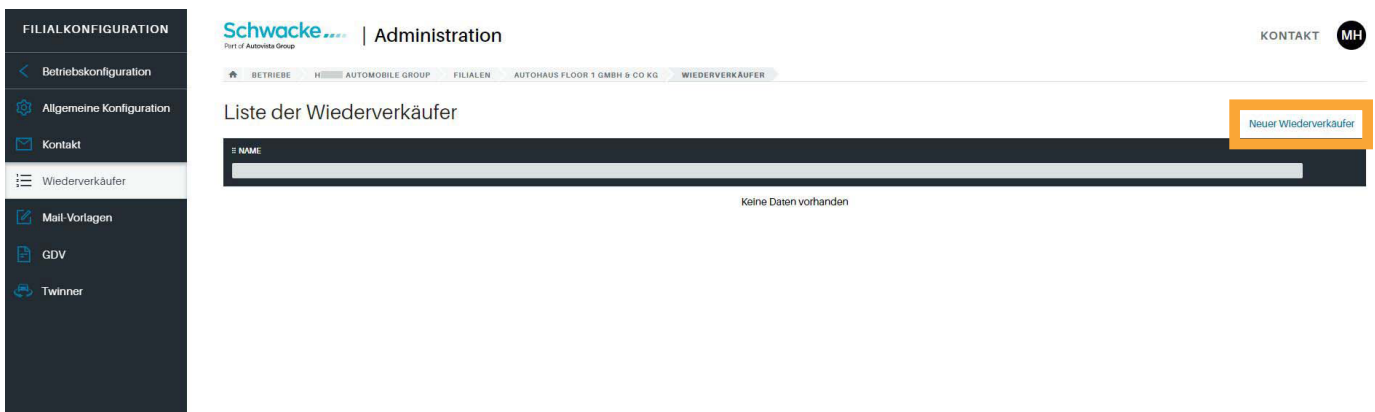 FILIALKONFIGURATION
Betriebskonfiguration
Allgemeine Konfiguration
Kontakt
Wiederverkäufer
Mail-Vorlagen
GDV
Twinner
Schwacke | Administration
Part of Autovista Group
KONTAKT MH
BETRIEBE H AUTOMOBILE GROUP FILIALEN AUTOHAUS FLOOR 1 GMBH & CO KG WIEDERVERKÄUFER
Liste der Wiederverkäufer
Neuer Wiederverkäufer
NAME
Keine Daten vorhanden